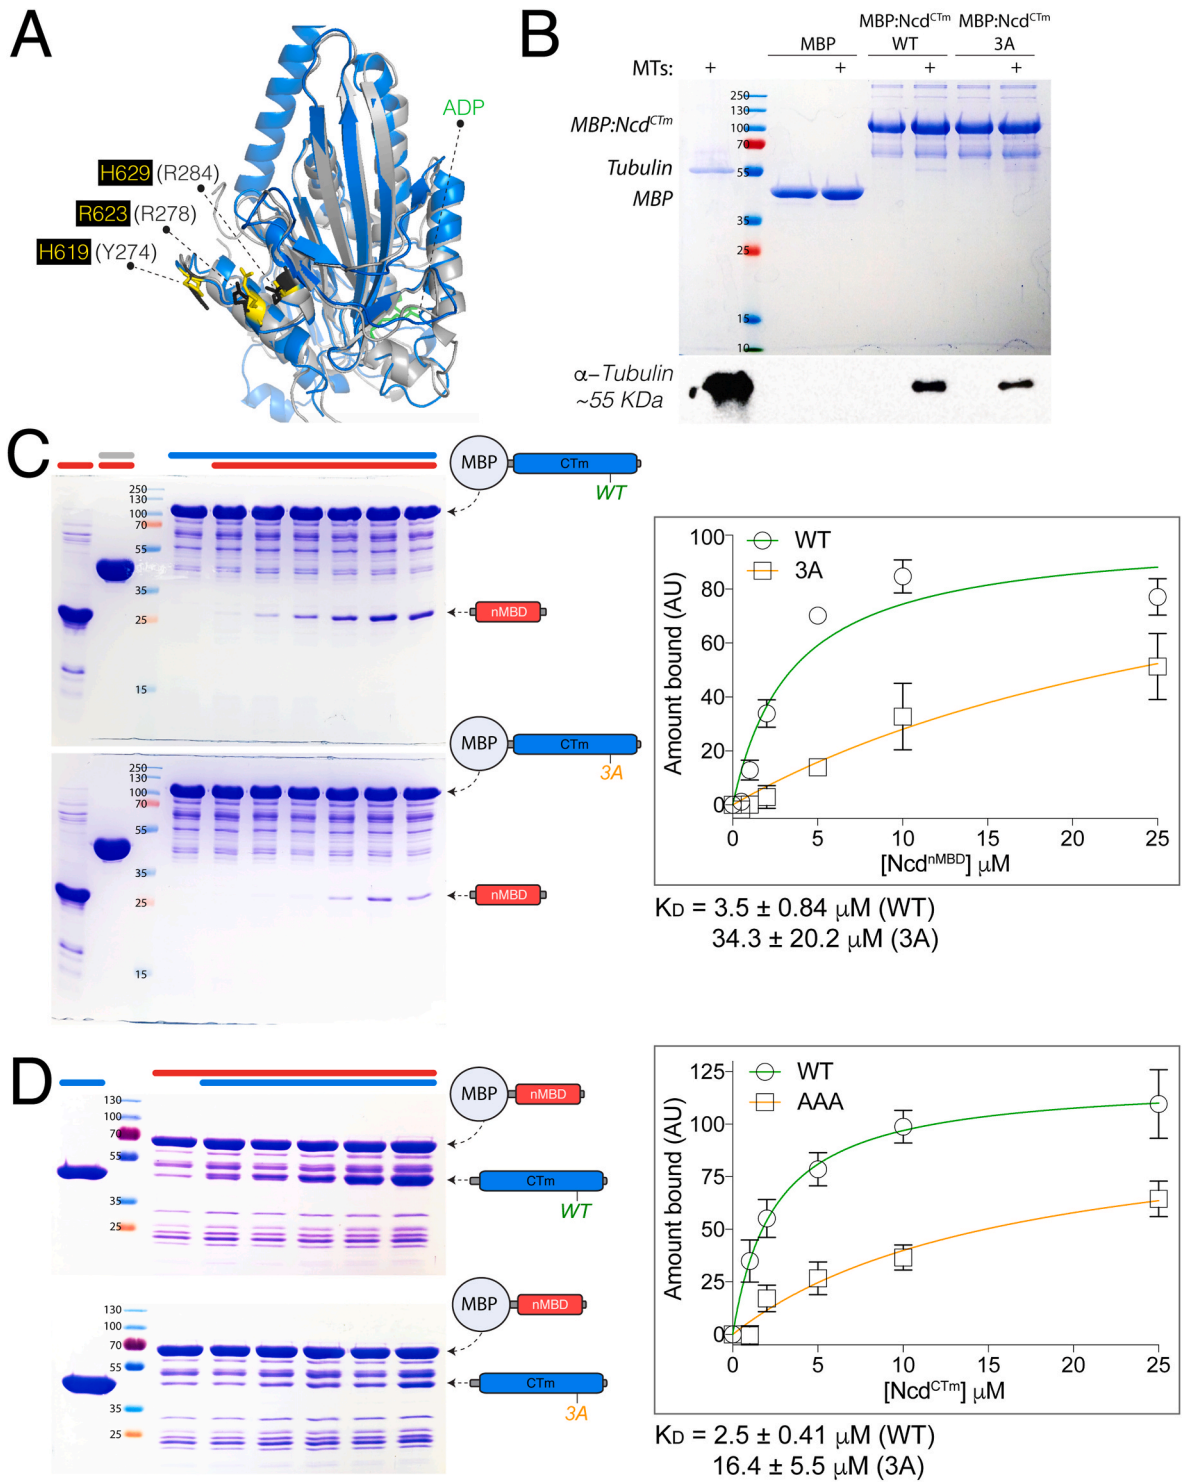 A
ADP
H629 (R284)
R623 (R278)
H619 (Y274)
B
MBP
MBP:Ncd^CTm
WT
MBP:Ncd^CTm
3A
MTs: + + + +
MBP:Ncd^CTm
Tubulin
MBP
250
130
100
70
55
35
25
15
10
α–Tubulin
~55 KDa
C
250
130
100
70
55
35
25
15
MBP CTm
WT
nMBD
250
130
100
70
55
35
25
15
MBP CTm
3A
nMBD
100
80
60
40
20
0
WT
3A
Amount bound (AU)
0 5 10 15 20 25
[Ncd^nMBD] μM
KD = 3.5 ± 0.84 μM (WT)
34.3 ± 20.2 μM (3A)
D
130
100
70
55
35
25
MBP nMBD
CTm
WT
130
100
70
55
35
25
MBP nMBD
CTm
3A
125
100
75
50
25
0
WT
AAA
Amount bound (AU)
0 5 10 15 20 25
[Ncd^CTm] μM
KD = 2.5 ± 0.41 μM (WT)
16.4 ± 5.5 μM (3A)